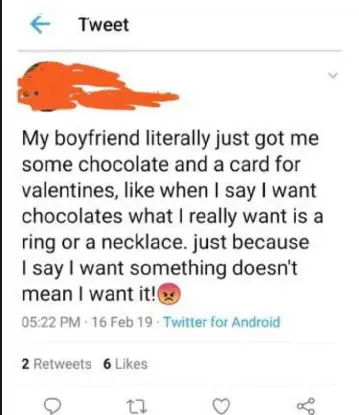 Tweet
My boyfriend literally just got me
some chocolate and a card for
valentines, like when I say I want
chocolates what I really want is a
ring or a necklace. just because
I say I want something doesn't
mean I want it!😡
05:22 PM · 16 Feb 19 · Twitter for Android
2 Retweets 6 Likes